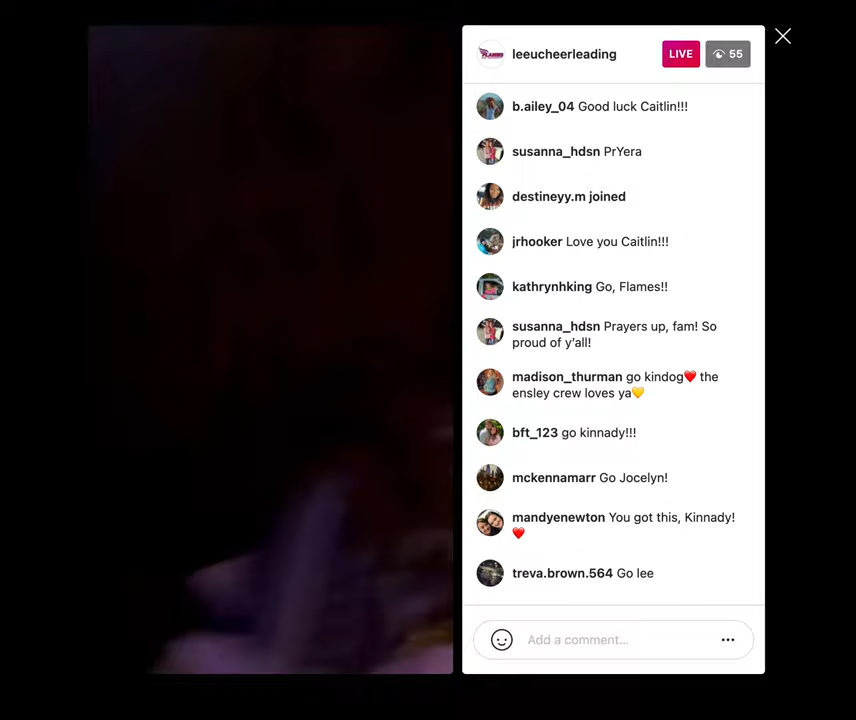 FLAMES
leeucheerleading
LIVE
55
b.ailey_04 Good luck Caitlin!!!
susanna_hdsn PrYera
destineyy.m joined
jrhooker Love you Caitlin!!!
kathrynhking Go, Flames!!
susanna_hdsn Prayers up, fam! So
proud of y’all!
madison_thurman go kindog❤️ the
ensley crew loves ya💛
bft_123 go kinnady!!!
mckennamarr Go Jocelyn!
mandyenewton You got this, Kinnady!
❤️
treva.brown.564 Go lee
Add a comment...